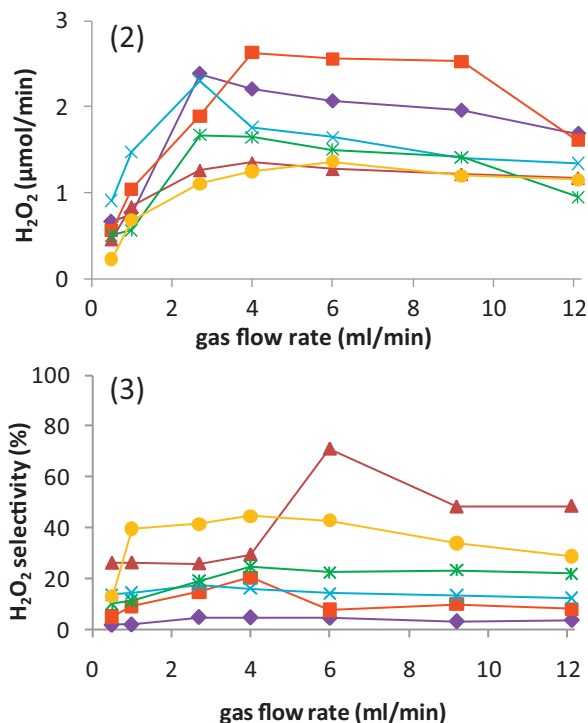 (2)
H₂O₂ (µmol/min)
3
2
1
0
0 2 4 6 8 10 12
gas flow rate (ml/min)
(3)
H₂O₂ selectivity (%)
100
80
60
40
20
0
0 2 4 6 8 10 12
gas flow rate (ml/min)